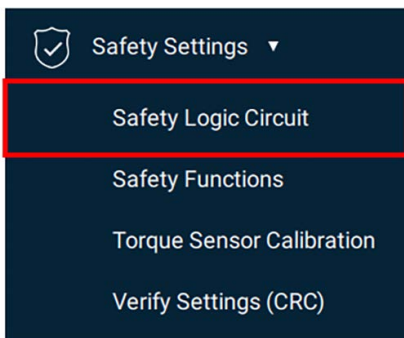 Safety Settings ▼
Safety Logic Circuit
Safety Functions
Torque Sensor Calibration
Verify Settings (CRC)